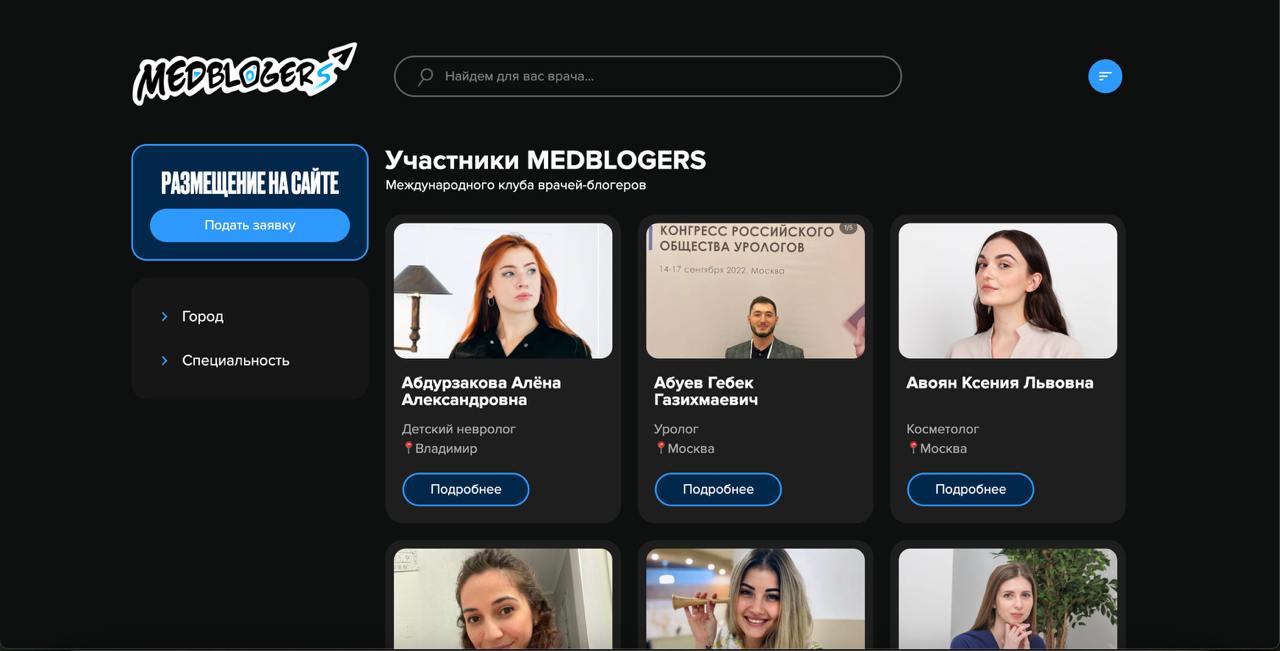 MEDBLOGERS
Найдем для вас врача...
РАЗМЕЩЕНИЕ НА САЙТЕ
Подать заявку
Город
Специальность
Участники MEDBLOGERS
Международного клуба врачей-блогеров
Абдурзакова Алёна
Александровна
Детский невролог
Владимир
Подробнее
КОНГРЕСС РОССИЙСКОГО
ОБЩЕСТВА УРОЛОГОВ
14-17 сентября 2022, Москва
1/5
Абуев Гебек
Газихмаевич
Уролог
Москва
Подробнее
Авоян Ксения Львовна
Косметолог
Москва
Подробнее